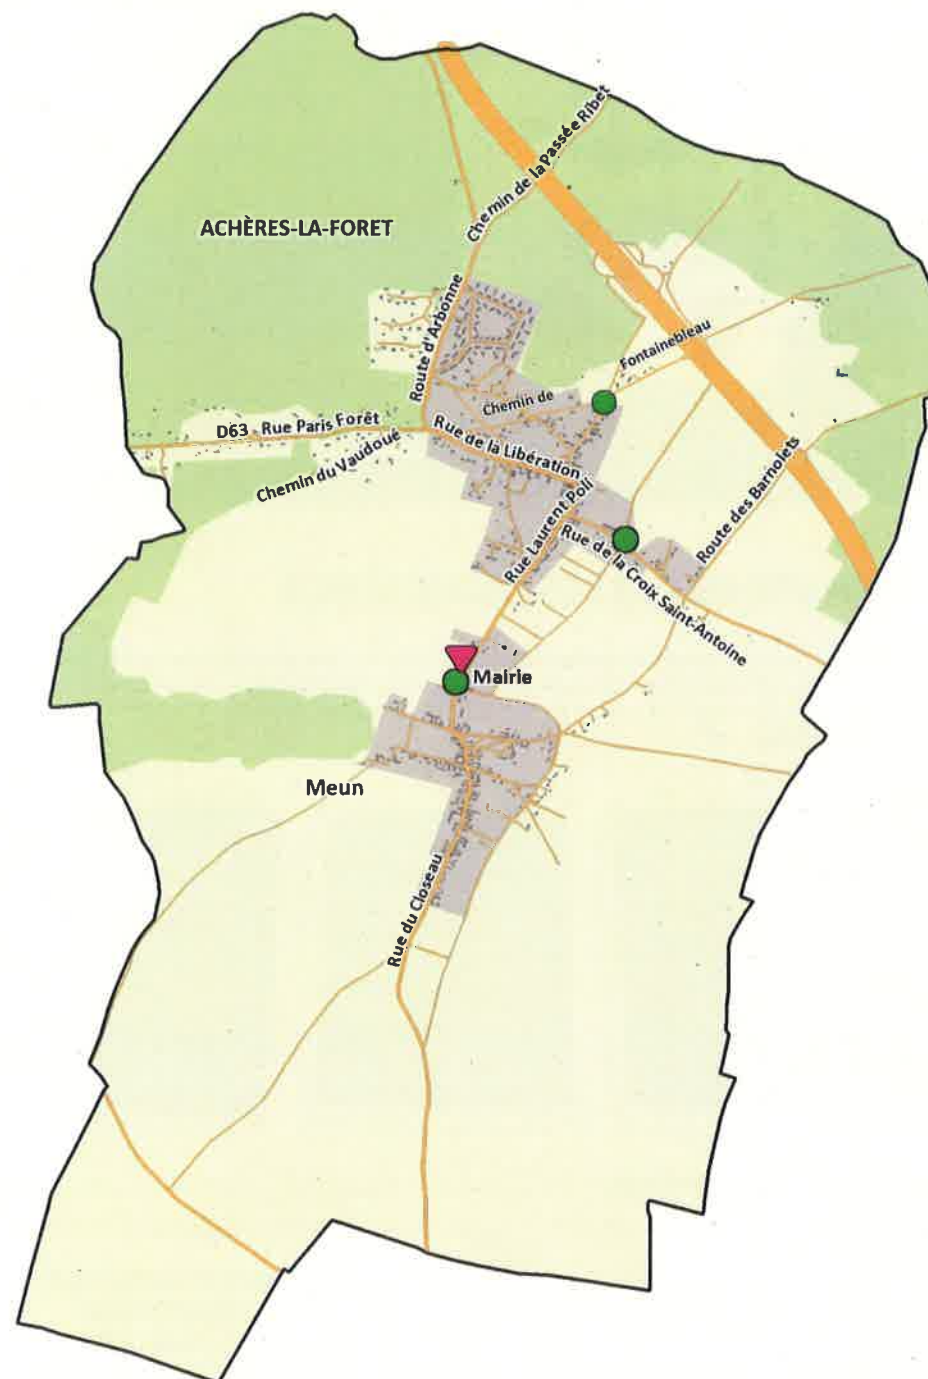 Chemin de la Passée Ribet
ACHÈRES-LA-FORET
Route d'Arbonne
Fontainebleau
Chemin de
D63
Rue Paris Forêt
Rue de la Libération
Chemin du Vaudoué
Route des Barnolets
Rue Laurent Poli
Rue de la Croix Saint-Antoine
Mairie
Meun
Rue du Closeau